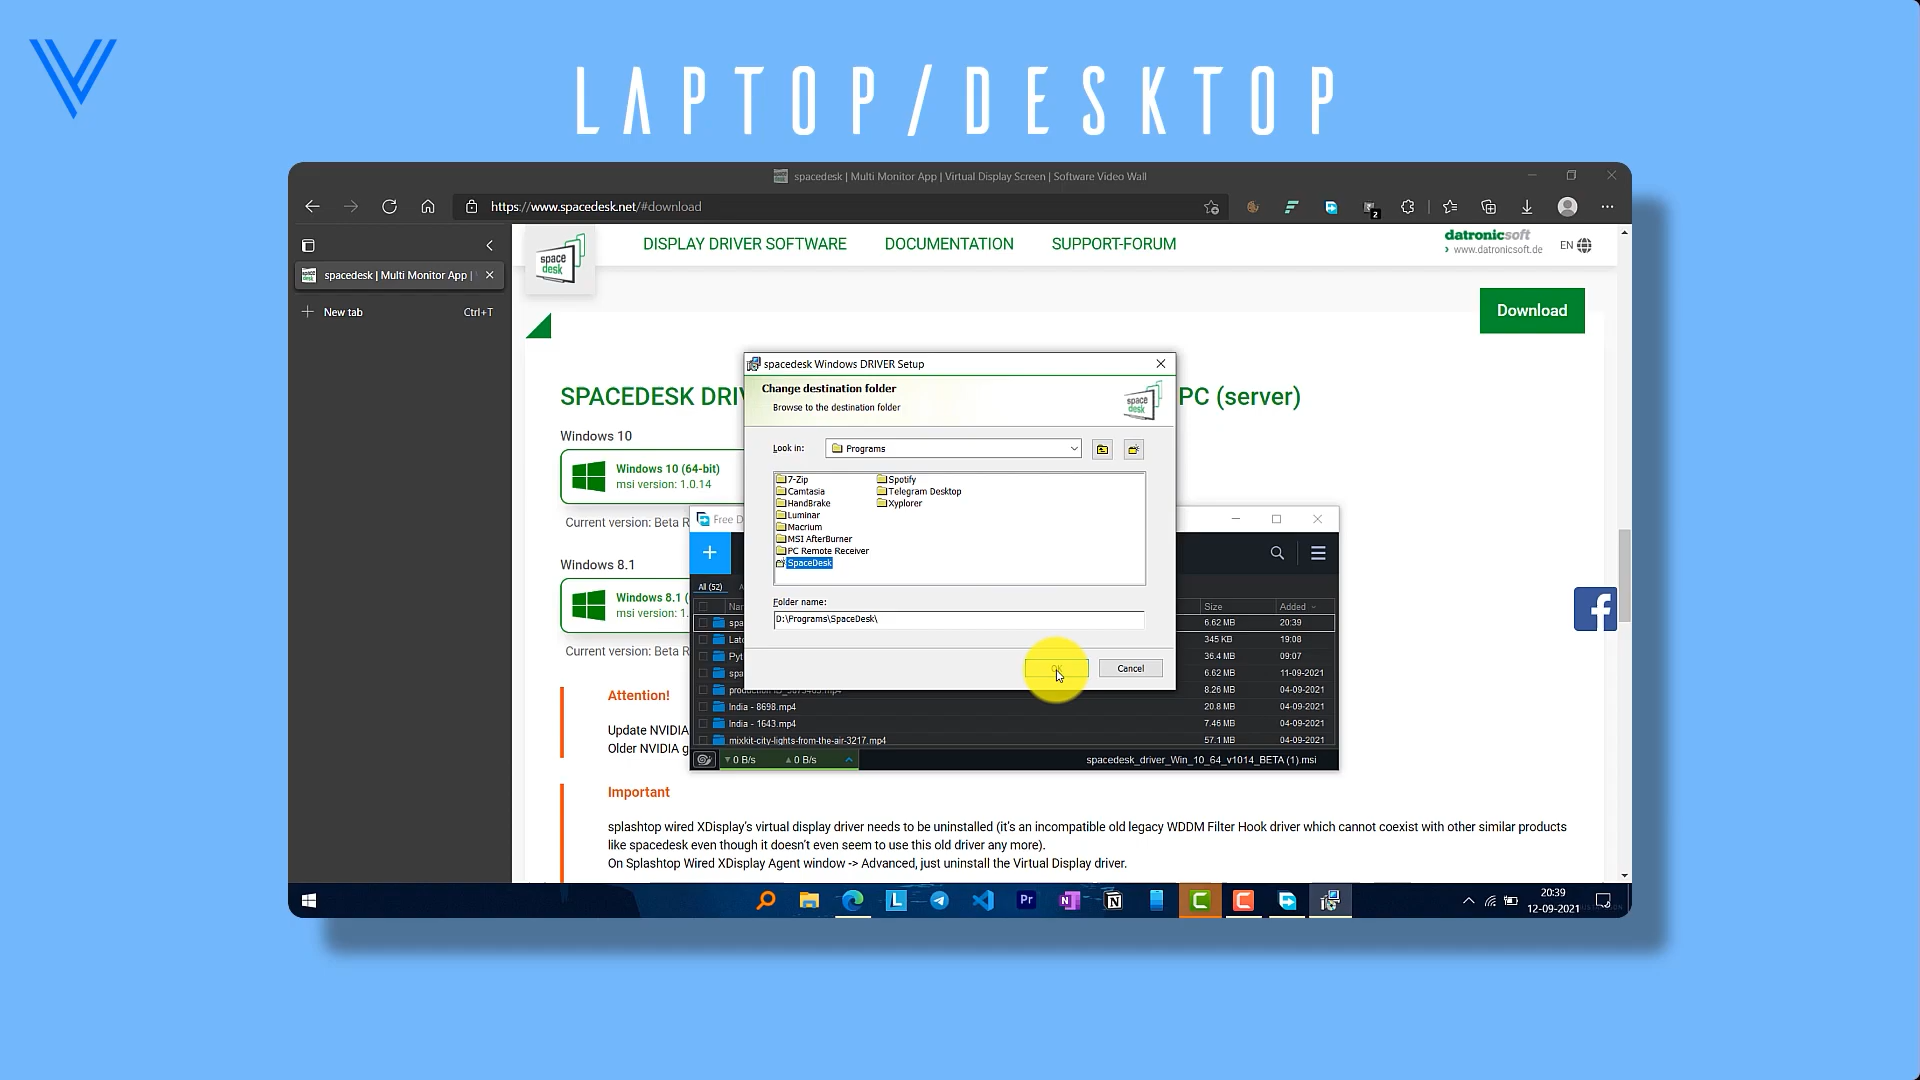 LAPTOP/DESKTOP
spacedesk | Multi Monitor App | Virtual Display Screen | Software Video Wall
https://www.spacedesk.net/#download
2
spacedesk | Multi Monitor App |
New tab Ctrl+T
space desk
DISPLAY DRIVER SOFTWARE DOCUMENTATION SUPPORT-FORUM
datronicsoft
› www.datronicsoft.de
EN
Download
SPACEDESK DRI
PC (server)
Windows 10
Windows 10 (64-bit)
msi version: 1.0.14
Current version: Beta R
Windows 8.1
Windows 8.1 (
msi version: 1.
Current version: Beta R
spacedesk Windows DRIVER Setup
Change destination folder
Browse to the destination folder
space desk
Look in: Programs
7-Zip
Camtasia
HandBrake
Luminar
Macrium
MSI AfterBurner
PC Remote Receiver
SpaceDesk
Spotify
Telegram Desktop
Xyplorer
Folder name:
D:\Programs\SpaceDesk\
OK Cancel
Free D
All (52)
Na Size Added
spa 6.62 MB 20:39
Lato 345 KB 19:08
Pyt 36.4 MB 09:07
spa 6.62 MB 11-09-2021
8.26 MB 04-09-2021
India - 8698.mp4 20.8 MB 04-09-2021
India - 1643.mp4 7.46 MB 04-09-2021
mixkit-city-lights-from-the-air-3217.mp4 57.1 MB 04-09-2021
0 B/s 0 B/s spacedesk_driver_Win_10_64_v1014_BETA (1).msi
Attention!
Update NVIDIA
Older NVIDIA g
Important
splashtop wired XDisplay's virtual display driver needs to be uninstalled (it's an incompatible old legacy WDDM Filter Hook driver which cannot coexist with other similar products
like spacedesk even though it doesn't even seem to use this old driver any more).
On Splashtop Wired XDisplay Agent window -> Advanced, just uninstall the Virtual Display driver.
L Pr N N C C
20:39
12-09-2021